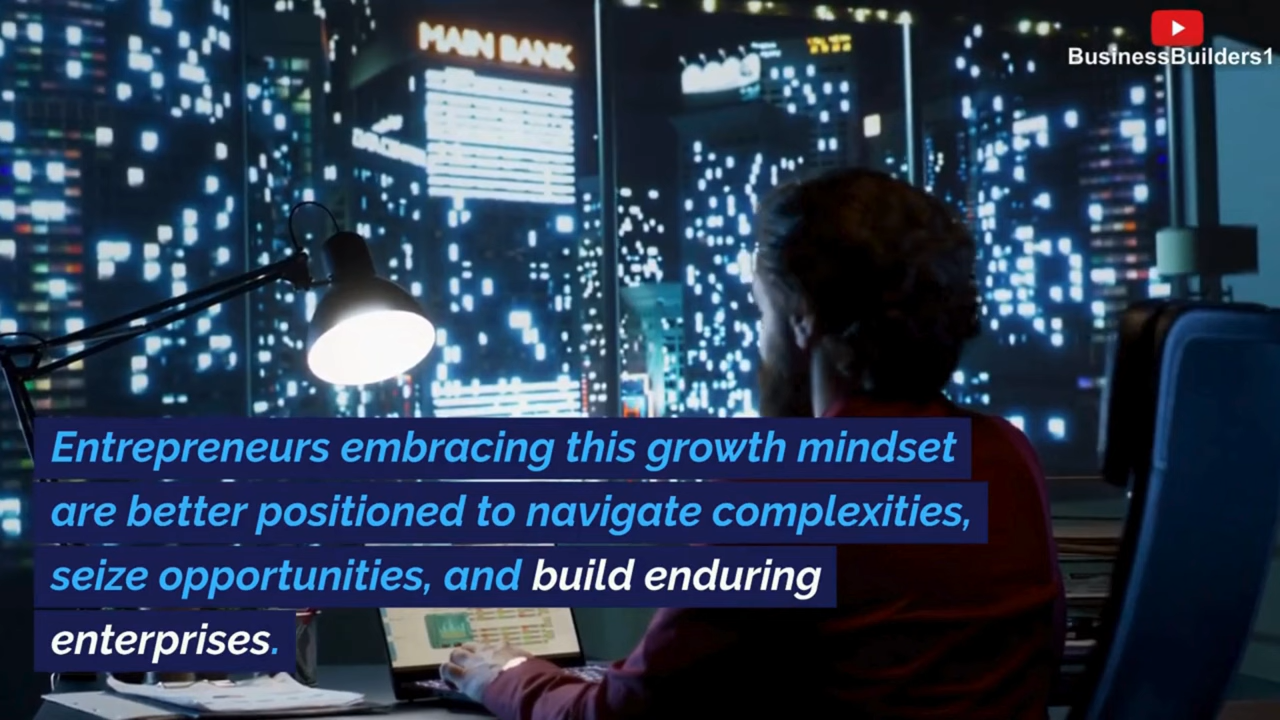 MAIN BANK
BusinessBuilders1
Entrepreneurs embracing this growth mindset
are better positioned to navigate complexities,
seize opportunities, and build enduring
enterprises.